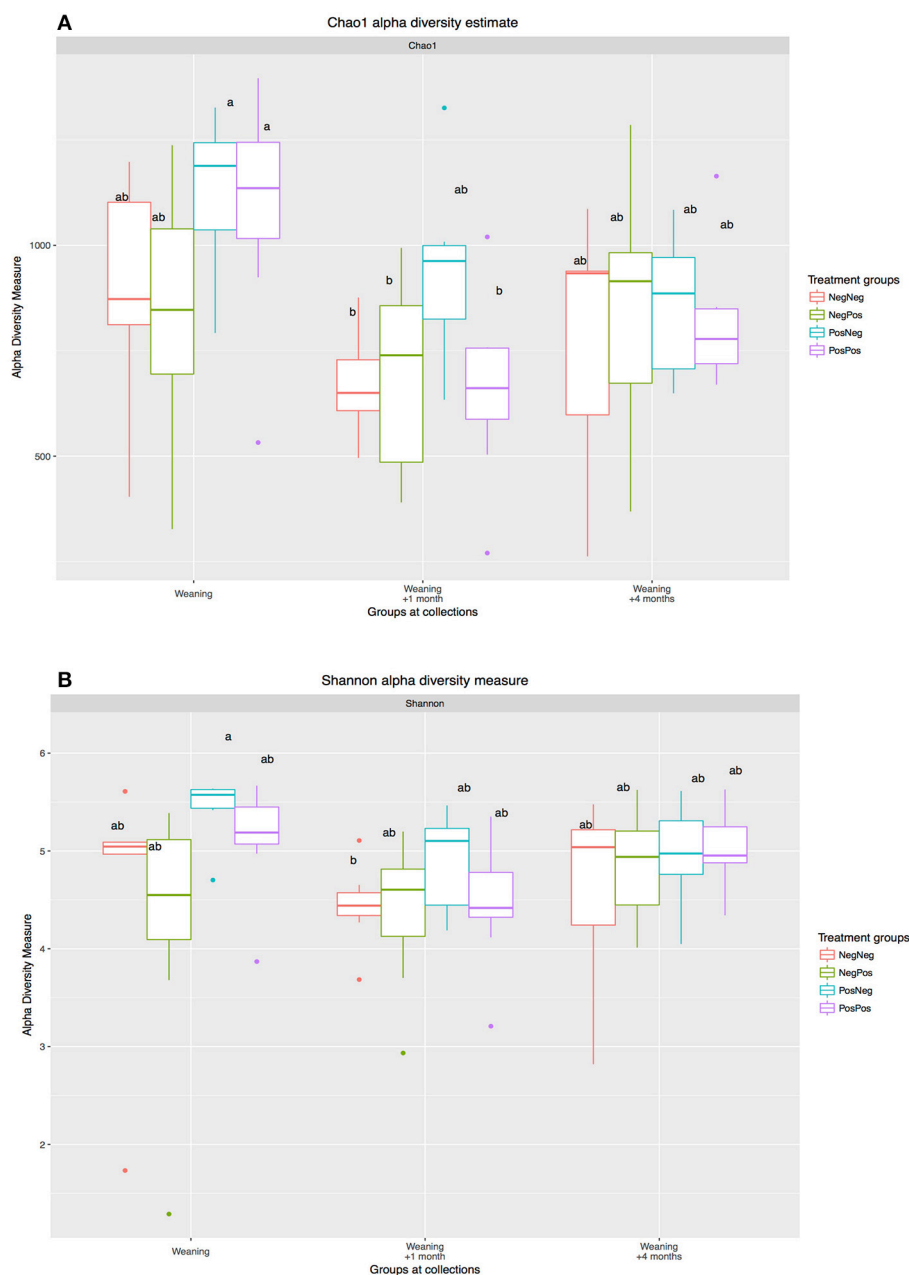 A
Chao1 alpha diversity estimate
Chao1
a
a
ab
ab
ab
ab
ab
ab
ab
b
b
b
ab
1000
500
Alpha Diversity Measure
Treatment groups
NegNeg
NegPos
PosNeg
PosPos
Weaning
Weaning
+1 month
Weaning
+4 months
Groups at collections
B
Shannon alpha diversity measure
Shannon
a
ab
ab
ab
ab
ab
ab
ab
ab
ab
ab
b
6
5
4
3
2
Alpha Diversity Measure
Treatment groups
NegNeg
NegPos
PosNeg
PosPos
Weaning
Weaning
+1 month
Weaning
+4 months
Groups at collections